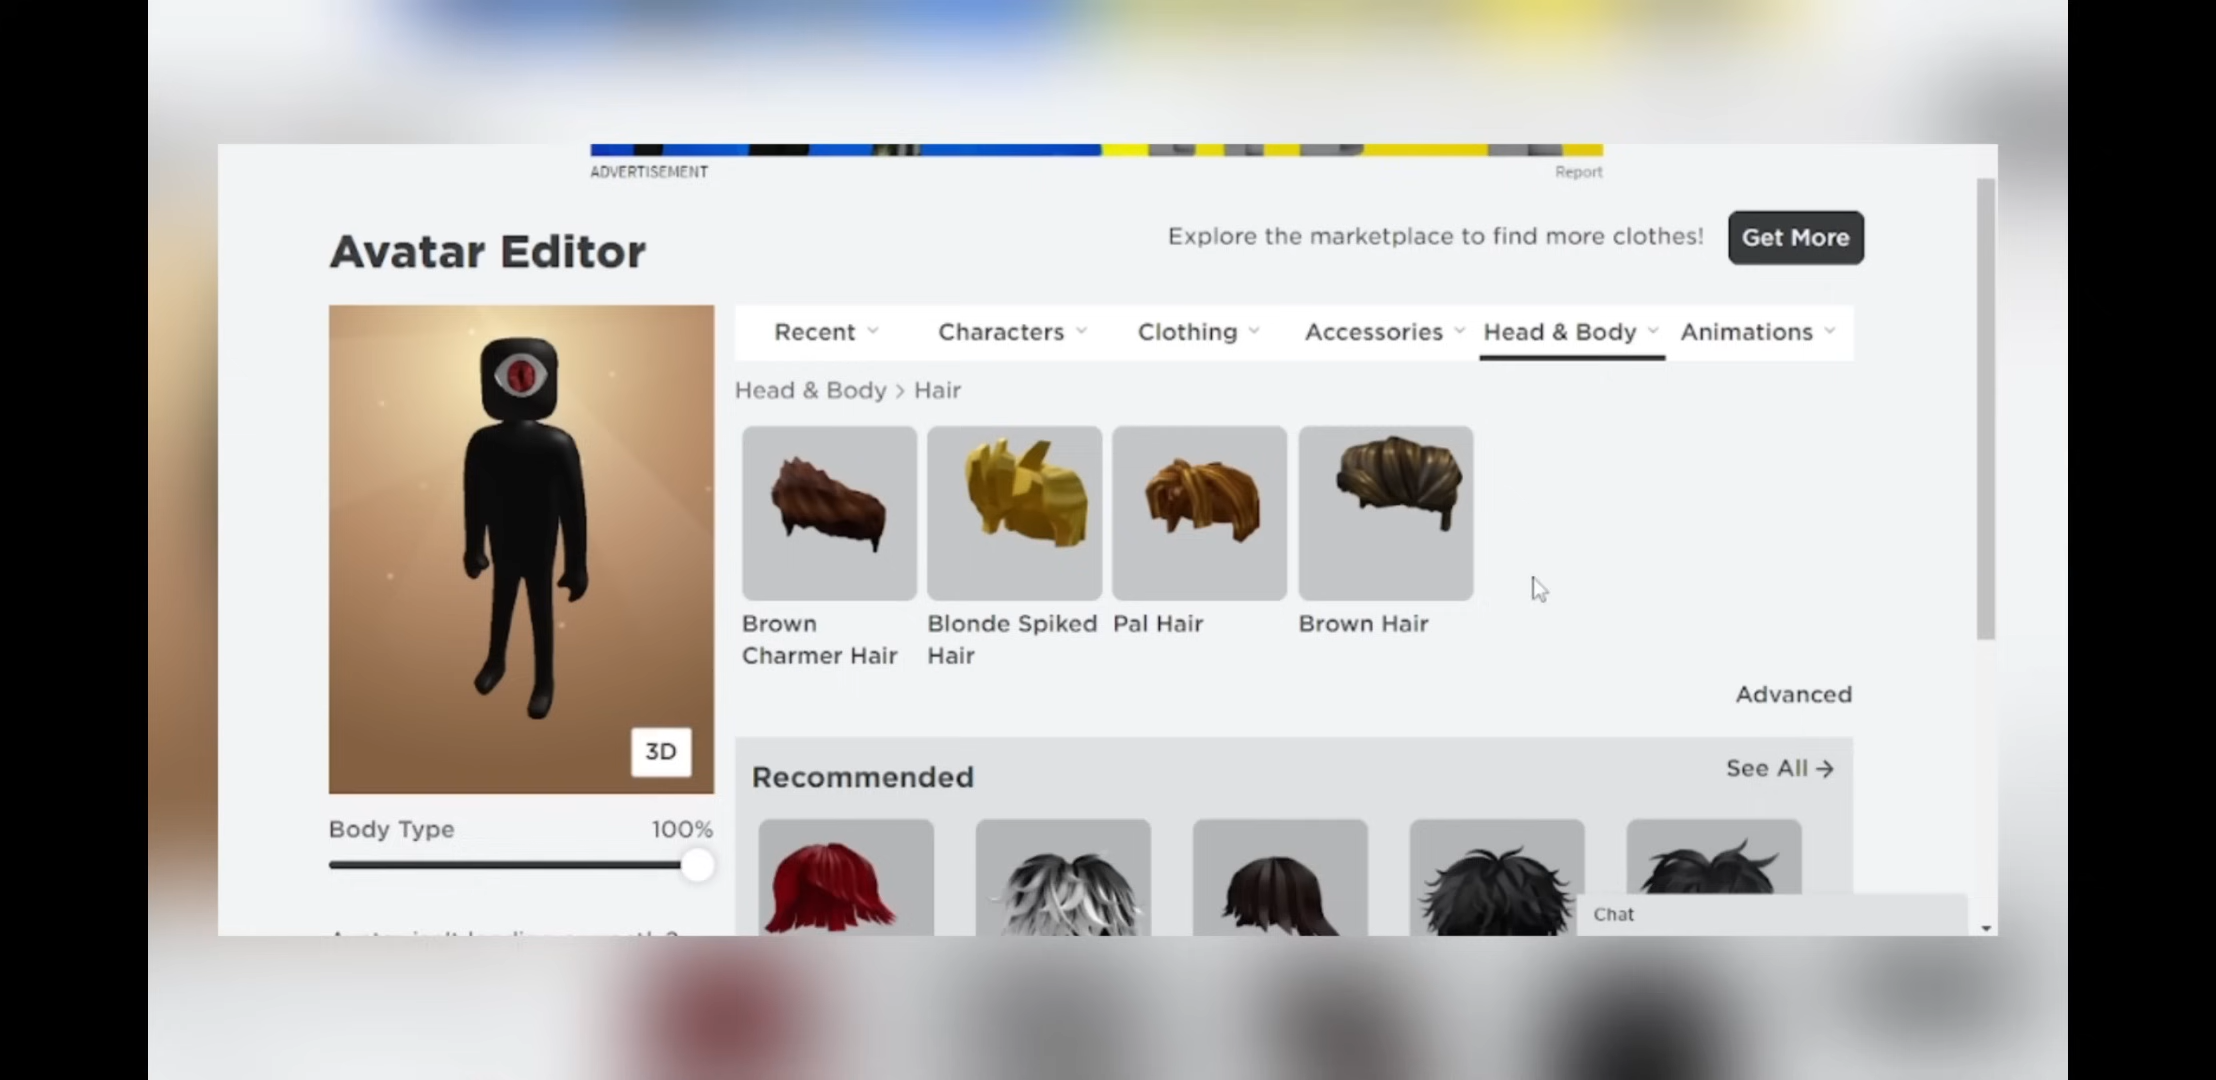 ADVERTISEMENT
Report
Explore the marketplace to find more clothes!
Get More
Avatar Editor
Recent
Characters
Clothing
Accessories
Head & Body
Animations
Head & Body > Hair
Brown
Charmer Hair
Blonde Spiked
Hair
Pal Hair
Brown Hair
Advanced
3D
Recommended
See All →
Body Type
100%
Chat